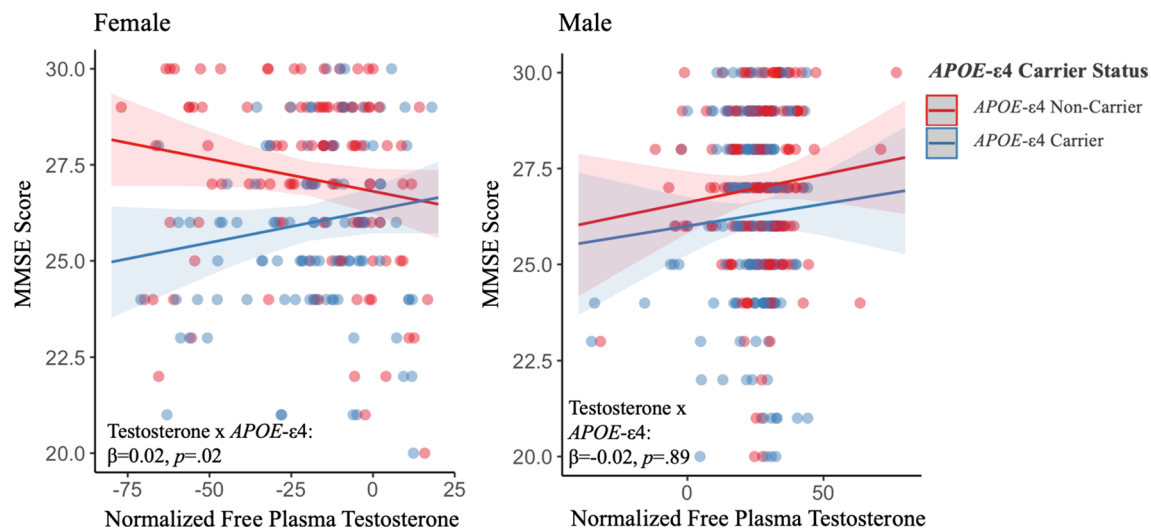 Female
Male
30.0
27.5
25.0
22.5
20.0
MMSE Score
-75
-50
-25
0
25
Normalized Free Plasma Testosterone
Testosterone x APOE-ε4:
β=0.02, p=.02
30.0
27.5
25.0
22.5
20.0
MMSE Score
0
50
Normalized Free Plasma Testosterone
Testosterone x
APOE-ε4:
β=-0.02, p=.89
APOE-ε4 Carrier Status
APOE-ε4 Non-Carrier
APOE-ε4 Carrier